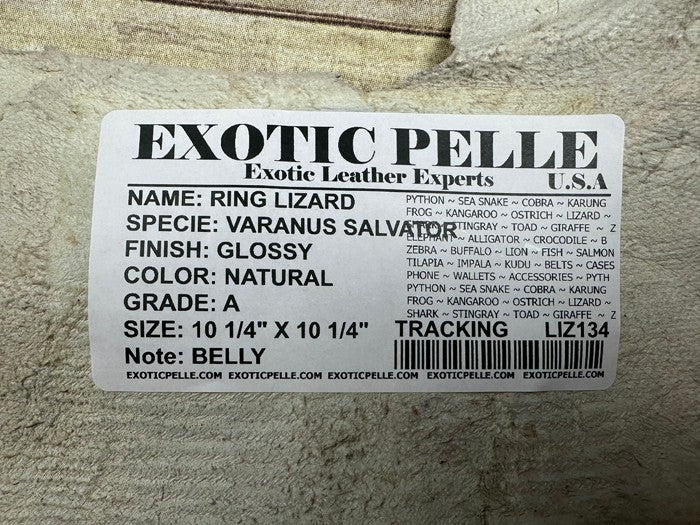 EXOTIC PELLE
Exotic Leather Experts U.S.A
NAME: RING LIZARD
SPECIE: VARANUS SALVATOR
FINISH: GLOSSY
COLOR: NATURAL
GRADE: A
SIZE: 10 1/4" X 10 1/4"
Note: BELLY
PYTHON ~ SEA SNAKE ~ COBRA ~ KARUNG
FROG ~ KANGAROO ~ OSTRICH ~ LIZARD ~
STINGRAY ~ TOAD ~ GIRAFFE ~ Z
ELEPHANT ~ ALLIGATOR ~ CROCODILE ~ B
ZEBRA ~ BUFFALO ~ LION ~ FISH ~ SALMON
TILAPIA ~ IMPALA ~ KUDU ~ BELTS ~ CASES
PHONE ~ WALLETS ~ ACCESSORIES ~ PYTH
PYTHON ~ SEA SNAKE ~ COBRA ~ KARUNG
FROG ~ KANGAROO ~ OSTRICH ~ LIZARD ~
SHARK ~ STINGRAY ~ TOAD ~ GIRAFFE ~ Z
TRACKING LIZ134
EXOTICPELLE.COM EXOTICPELLE.COM EXOTICPELLE.COM EXOTICPELLE.COM EXOTICPELLE.COM